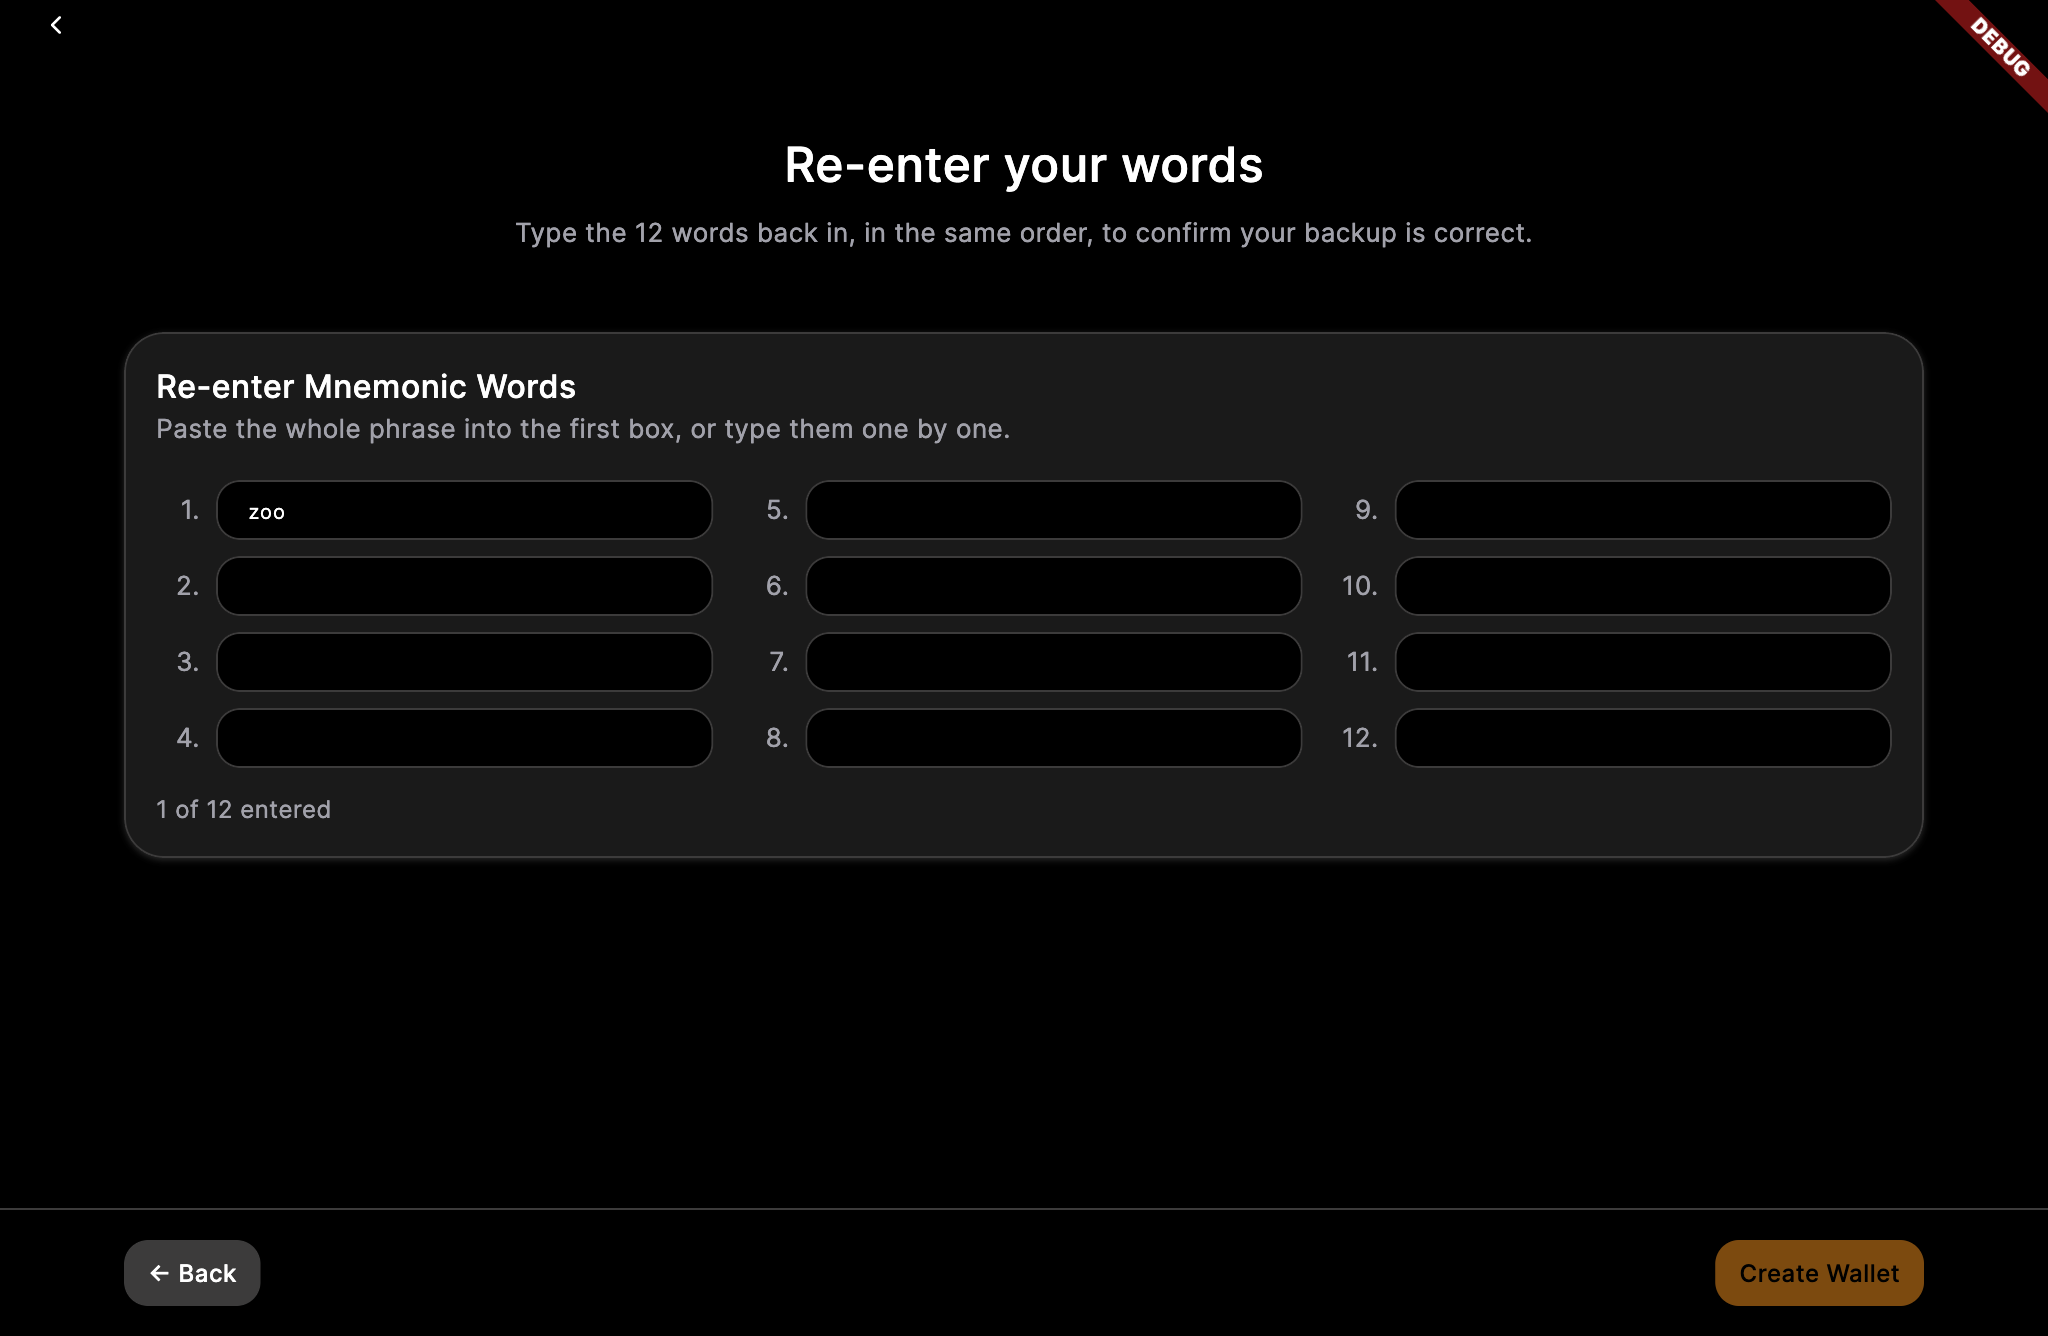 DEBUG
Re-enter your words
Type the 12 words back in, in the same order, to confirm your backup is correct.
Re-enter Mnemonic Words
Paste the whole phrase into the first box, or type them one by one.
1. zoo
2.
3.
4.
5.
6.
7.
8.
9.
10.
11.
12.
1 of 12 entered
← Back
Create Wallet